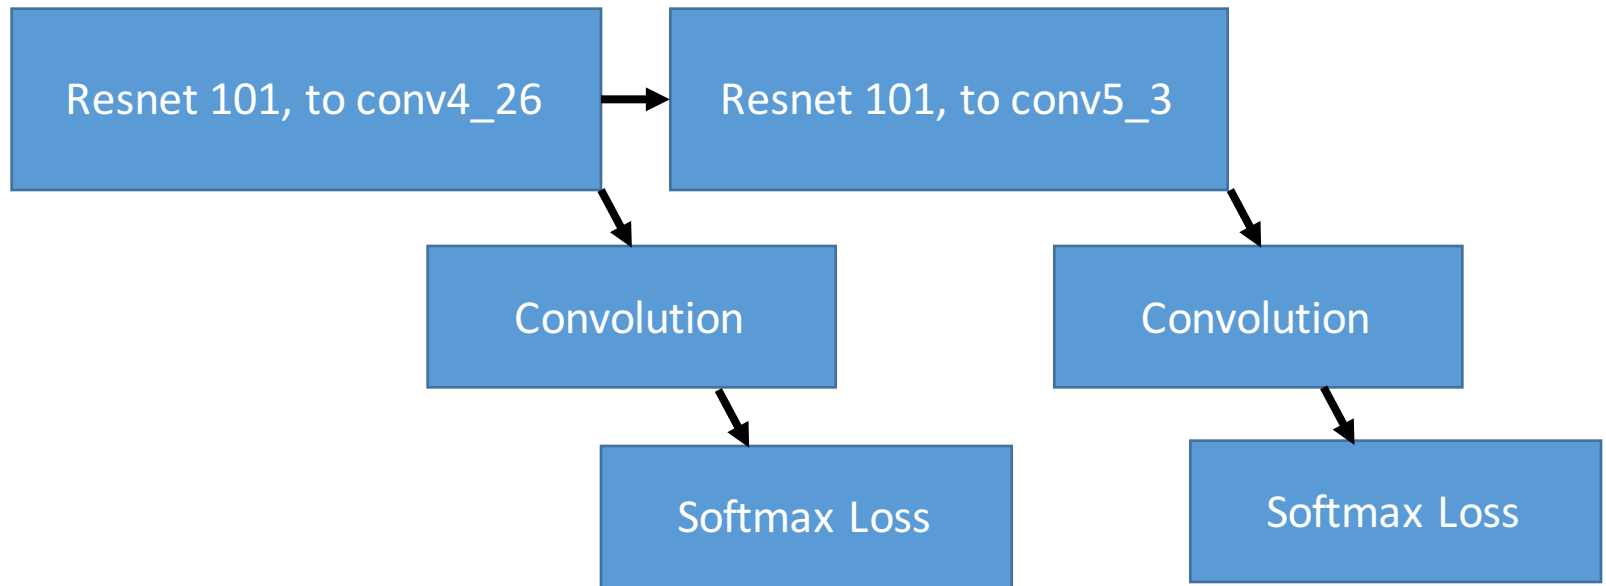 Resnet 101, to conv4_26
Resnet 101, to conv5_3
Convolution
Convolution
Softmax Loss
Softmax Loss